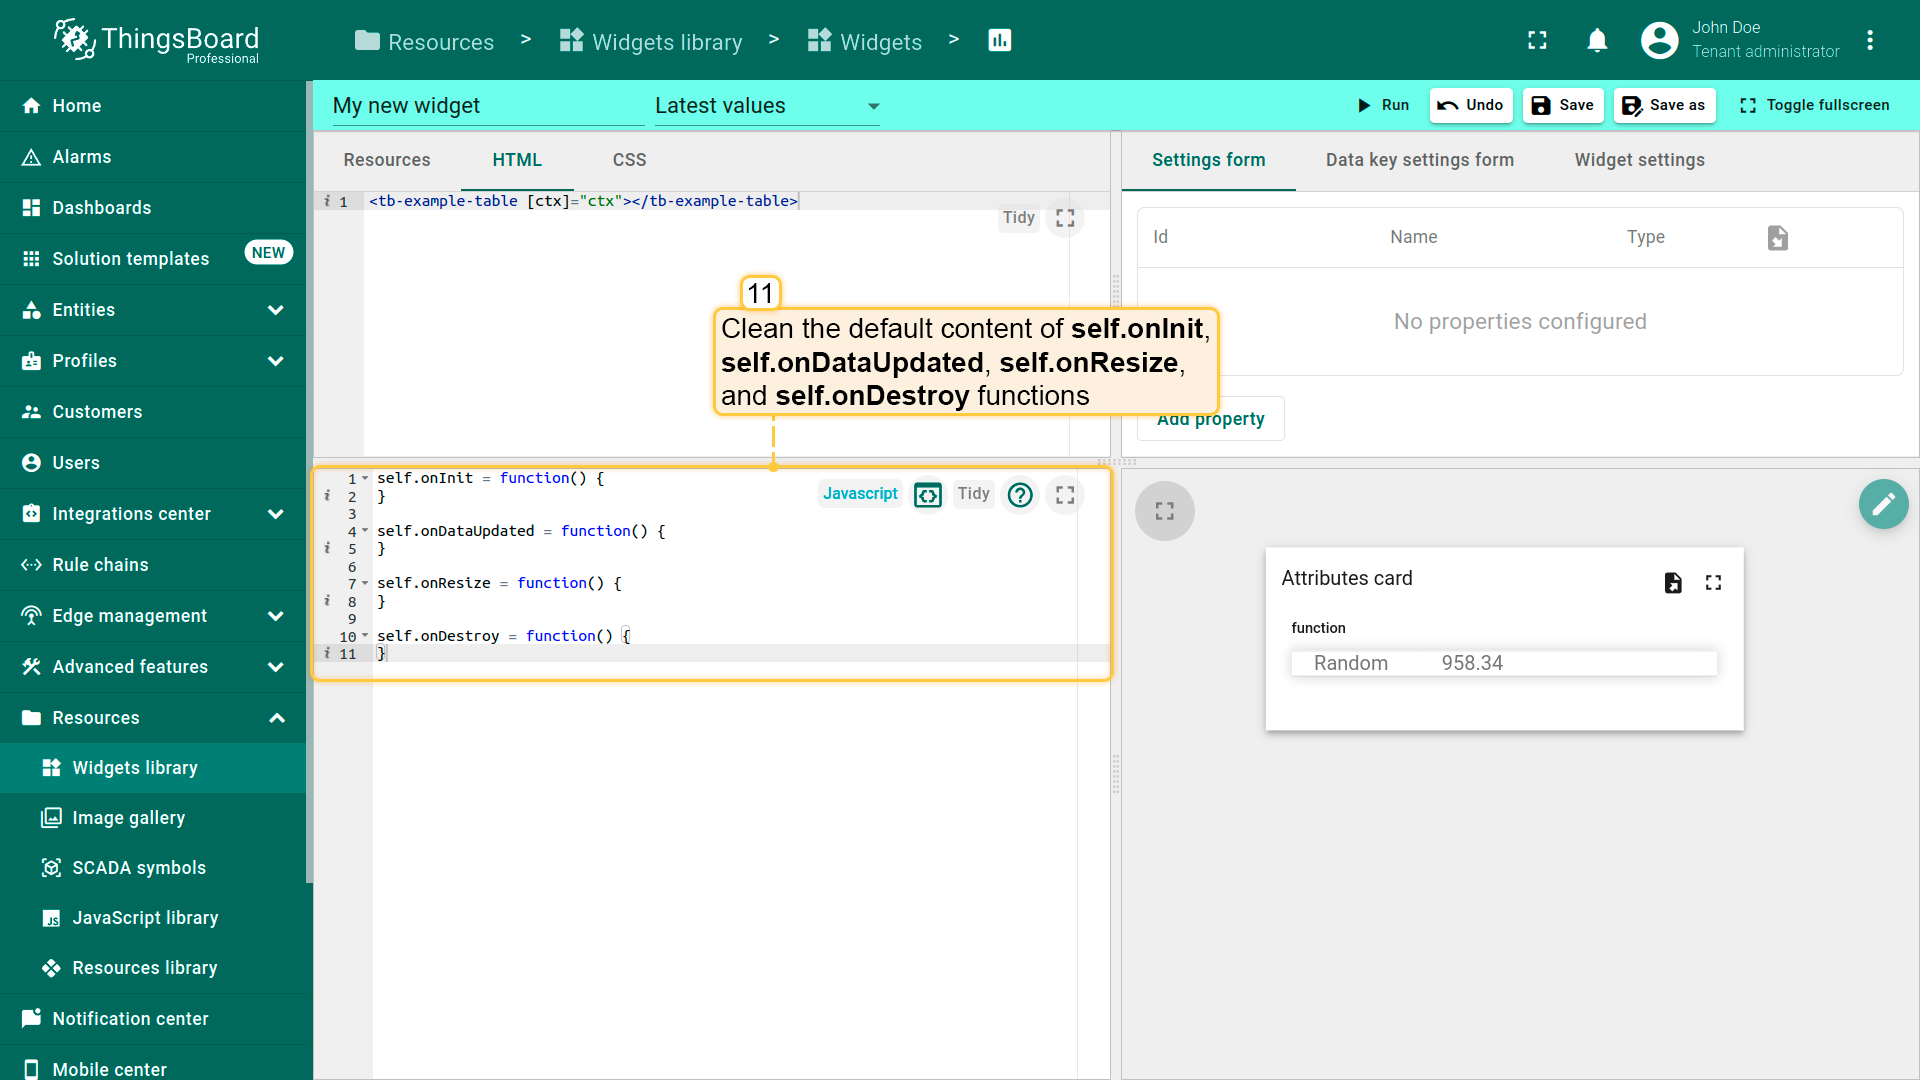 ThingsBoard
Professional
Resources > Widgets library > Widgets >
John Doe
Tenant administrator
Home
Alarms
Dashboards
Solution templates NEW
Entities
Profiles
Customers
Users
Integrations center
Rule chains
Edge management
Advanced features
Resources
Widgets library
Image gallery
SCADA symbols
JavaScript library
Resources library
Notification center
Mobile center
My new widget Latest values
Run Undo Save Save as Toggle fullscreen
Resources HTML CSS
1 <tb-example-table [ctx]="ctx"></tb-example-table>
Tidy
11
Clean the default content of self.onInit,
self.onDataUpdated, self.onResize,
and self.onDestroy functions
Settings form Data key settings form Widget settings
Id Name Type
No properties configured
Add property
Javascript Tidy
1 self.onInit = function() {
2 }
3
4 self.onDataUpdated = function() {
5 }
6
7 self.onResize = function() {
8 }
9
10 self.onDestroy = function() {
11 }
Attributes card
function
Random 958.34